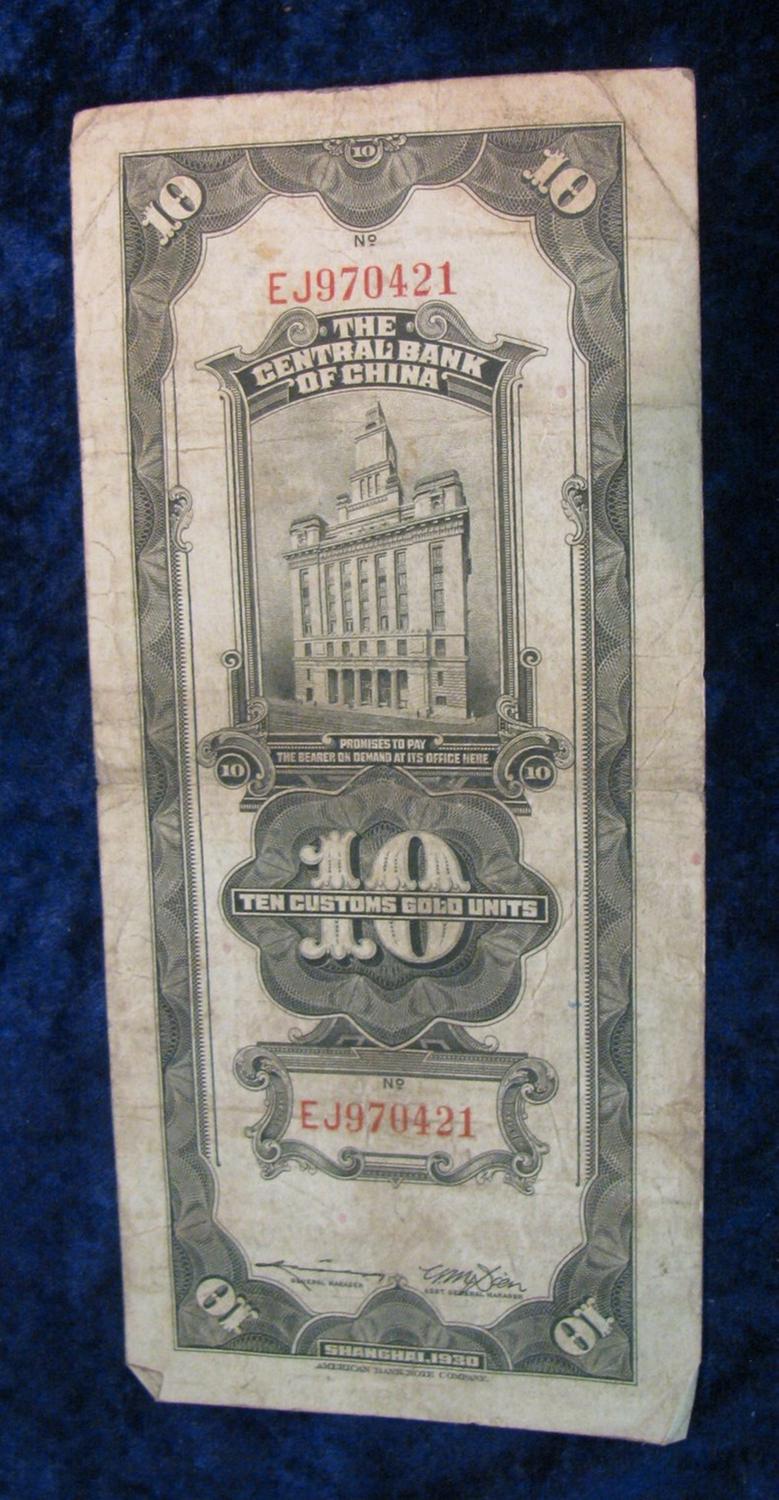 10
10
10
Nº
EJ970421
THE
CENTRAL BANK
OF CHINA
PROMISES TO PAY
THE BEARER ON DEMAND AT ITS OFFICE HERE
10
10
10
TEN CUSTOMS GOLD UNITS
Nº
EJ970421
GENERAL MANAGER
ASST. GENERAL MANAGER
10
10
SHANGHAI.1930
AMERICAN BANK NOTE COMPANY.